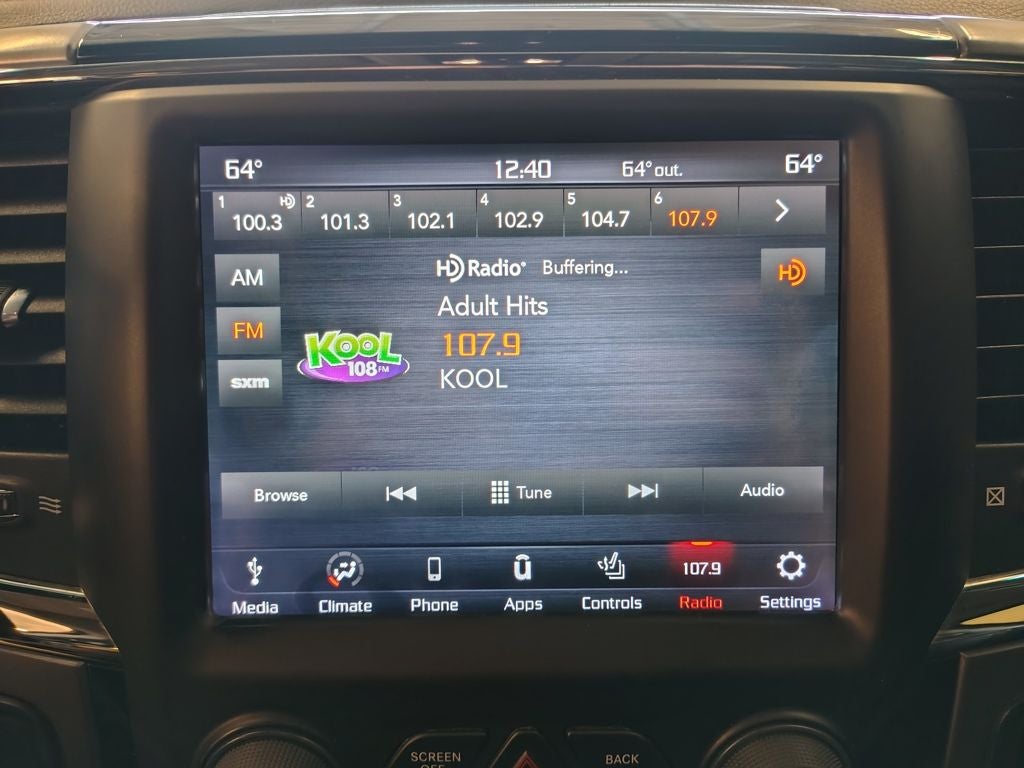 64° 12:40 64° out. 64°
1 100.3 HD 2 101.3 3 102.1 4 102.9 5 104.7 6 107.9
AM HD Radio® Buffering... HD
Adult Hits
FM 107.9
KOOL 108 FM
sxm KOOL
Browse Tune Audio
107.9
Media Climate Phone Apps Controls Radio Settings
SCREEN BACK
OFF